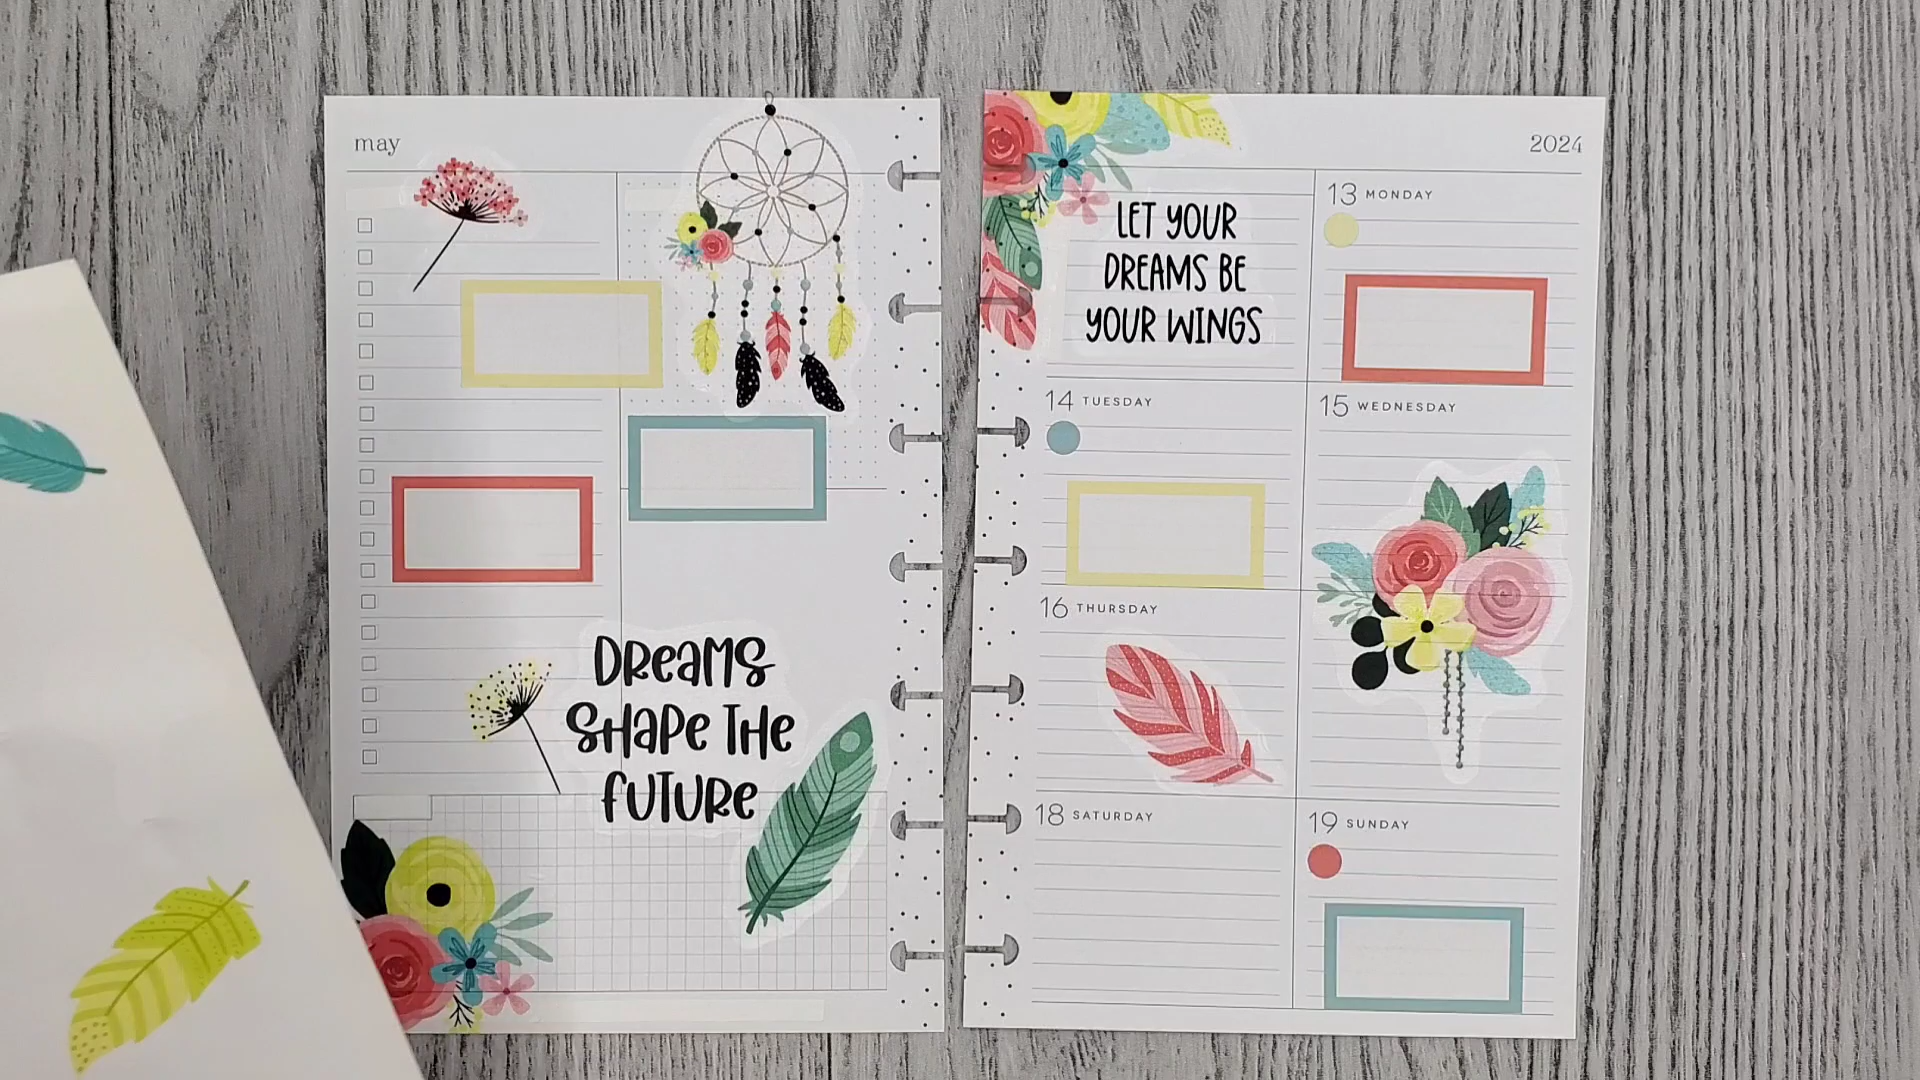 may
DReaMS
SHaPe THe
fUTURe
2024
LET YOUR
DREAMS BE
YOUR WINGS
13 MONDAY
14 TUESDAY
15 WEDNESDAY
16 THURSDAY
18 SATURDAY
19 SUNDAY